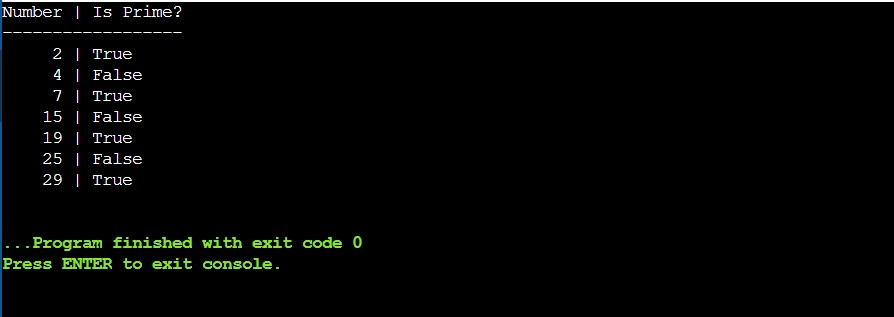 Number | Is Prime?
------------------
     2 | True
     4 | False
     7 | True
    15 | False
    19 | True
    25 | False
    29 | True
...Program finished with exit code 0
Press ENTER to exit console.